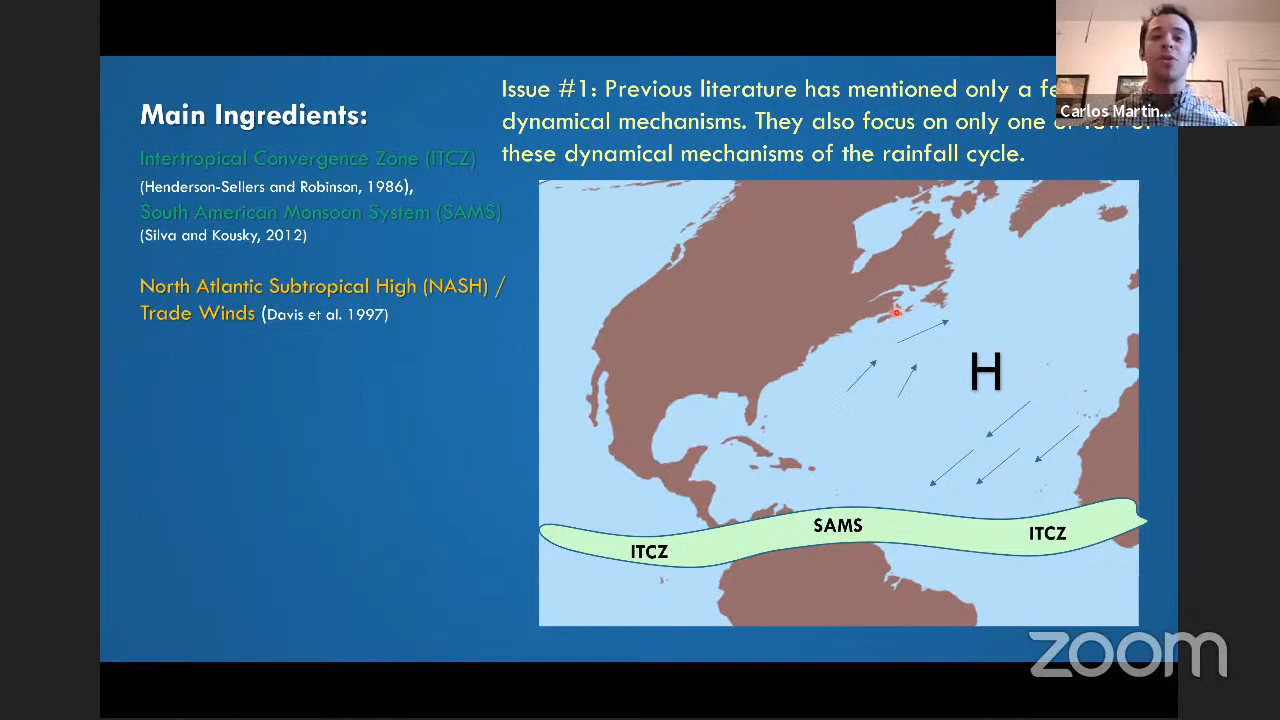 Main Ingredients:
Intertropical Convergence Zone (ITCZ)
(Henderson-Sellers and Robinson, 1986),
South American Monsoon System (SAMS)
(Silva and Kousky, 2012)
North Atlantic Subtropical High (NASH) /
Trade Winds (Davis et al. 1997)
Issue #1: Previous literature has mentioned only a
dynamical mechanisms. They also focus on only one
these dynamical mechanisms of the rainfall cycle.
Carlos Martin...
H
SAMS
ITCZ
ITCZ
zoom